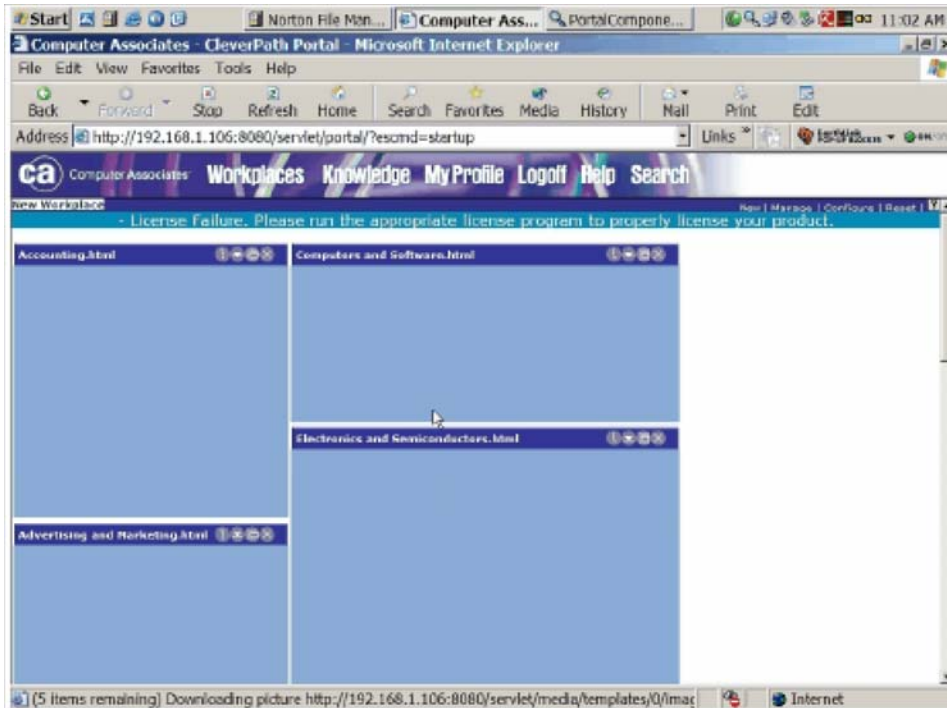 Start Norton File Man... Computer Ass... PortalCompone... 11:02 AM
Computer Associates - CleverPath Portal - Microsoft Internet Explorer
File Edit View Favorites Tools Help
Back Forward Stop Refresh Home Search Favorites Media History Mail Print Edit
Address http://192.168.1.106:8080/servlet/portal/?escmd=startup Links »
ca Computer Associates Workplaces Knowledge My Profile Logoff Help Search
New Workplace New | Manage | Configure | Reset |
- License Failure. Please run the appropriate license program to properly license your product.
Accounting.html Computers and Software.html
Electronics and Semiconductors.html
Advertising and Marketing.html
(5 items remaining) Downloading picture http://192.168.1.106:8080/servlet/media/templates/0/imag Internet